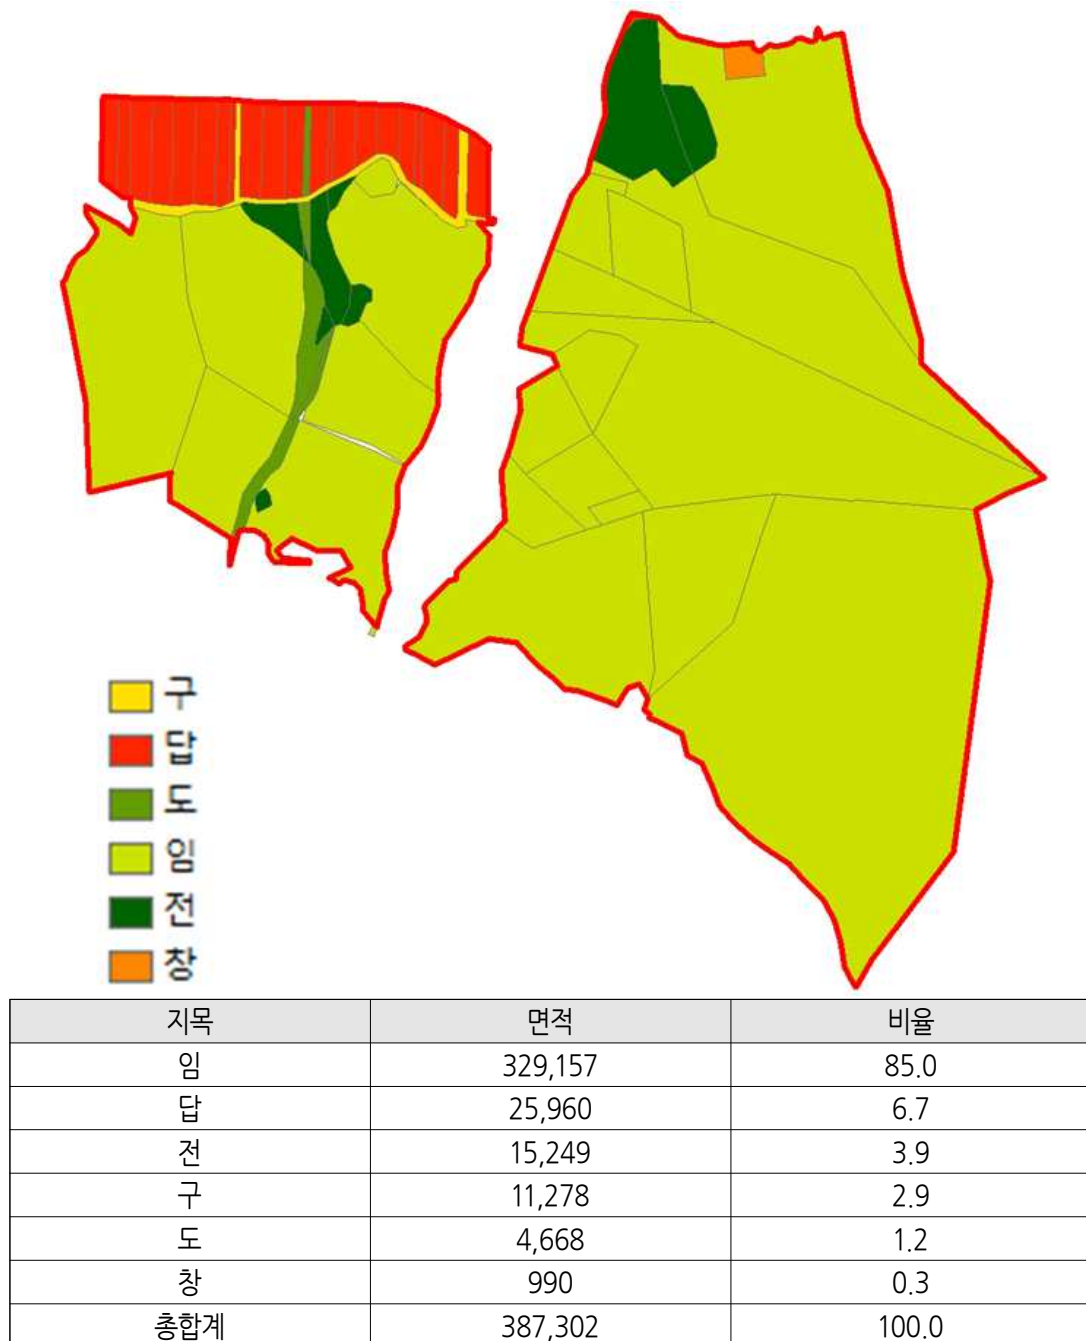 구
답
도
임
전
창
지목 면적 비율
임 329,157 85.0
답 25,960 6.7
전 15,249 3.9
구 11,278 2.9
도 4,668 1.2
창 990 0.3
총합계 387,302 100.0